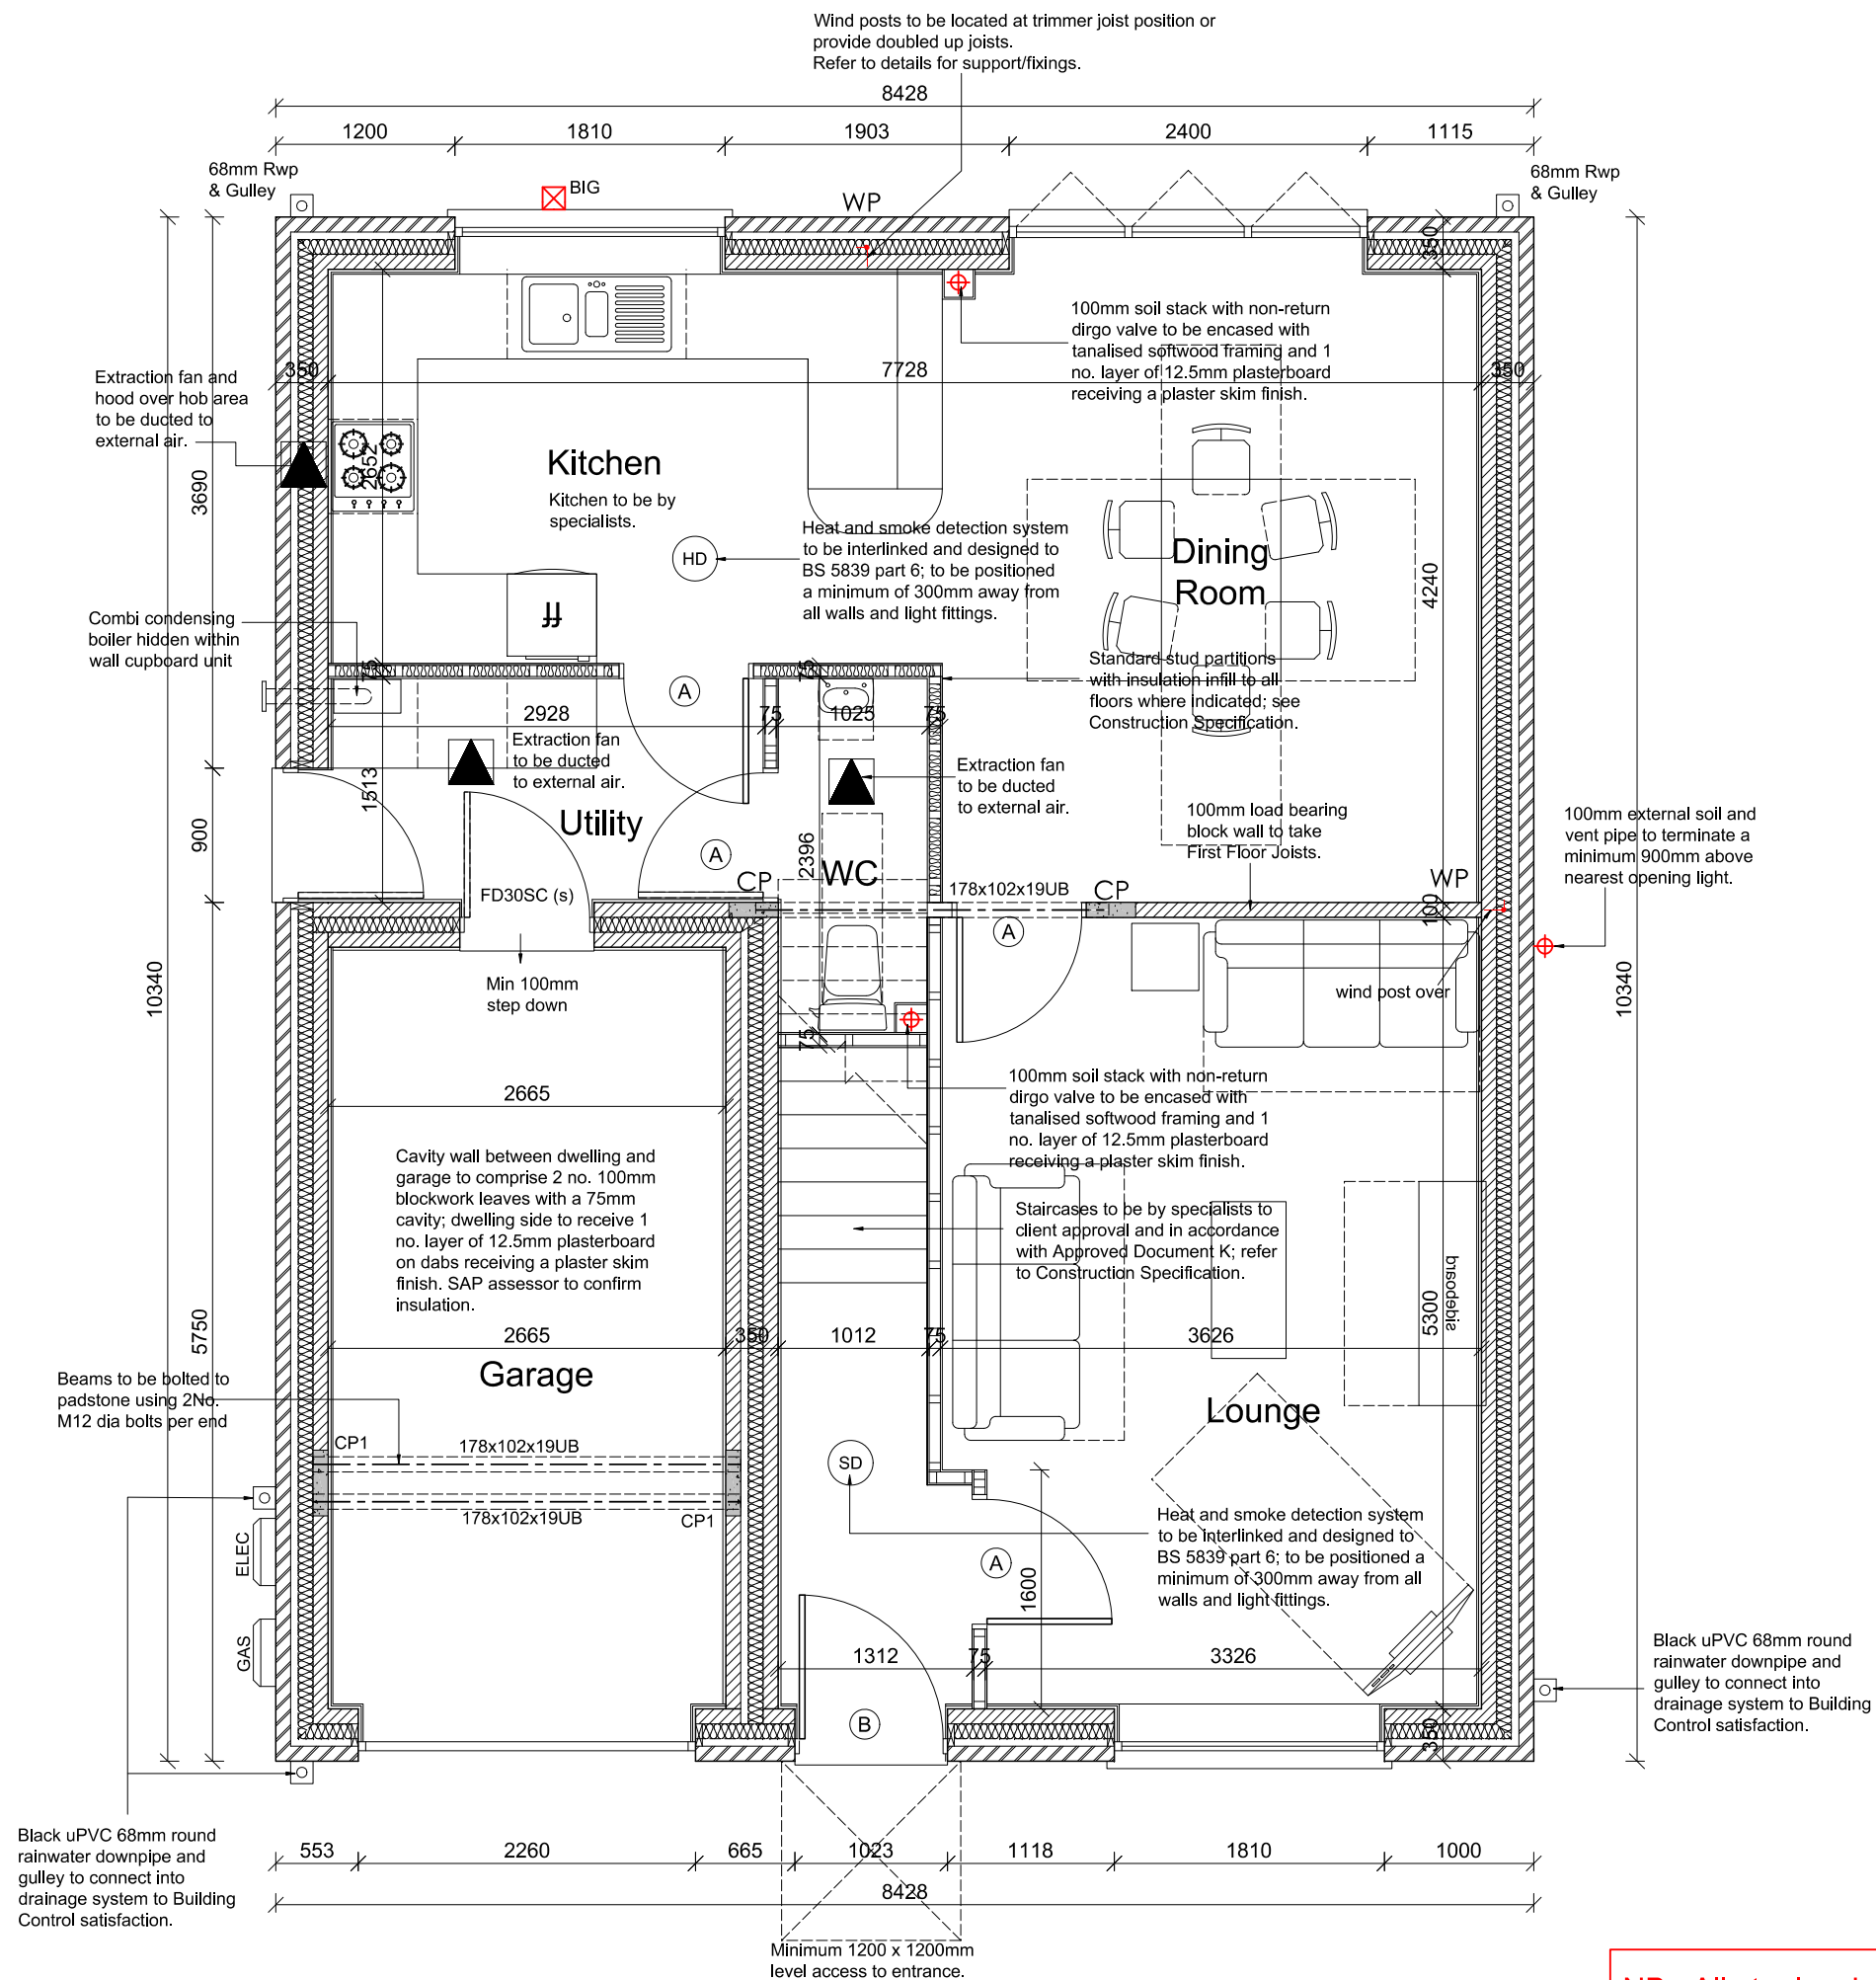 Wind posts to be located at trimmer joist position or
provide doubled up joists.
Refer to details for support/fixings.
8428
1200
1810
1903
2400
1115
68mm Rwp
& Gulley
BIG
WP
68mm Rwp
& Gulley
350
100mm soil stack with non-return
dirgo valve to be encased with
tanalised softwood framing and 1
no. layer of 12.5mm plasterboard
receiving a plaster skim finish.
350
7728
350
Extraction fan and
hood over hob area
to be ducted to
external air.
3690
2652
Kitchen
Kitchen to be by
specialists.
HD
Heat and smoke detection system
to be interlinked and designed to
BS 5839 part 6; to be positioned
a minimum of 300mm away from
all walls and light fittings.
Dining
Room
4240
Combi condensing
boiler hidden within
wall cupboard unit
75
A
75
Standard stud partitions
with insulation infill to all
floors where indicated; see
Construction Specification.
2928
75
1025
75
Extraction fan
to be ducted
to external air.
Extraction fan
to be ducted
to external air.
900
1513
Utility
A
2396
WC
CP
100mm load bearing
block wall to take
First Floor Joists.
100mm external soil and
vent pipe to terminate a
minimum 900mm above
nearest opening light.
FD30SC (s)
178x102x19UB
CP
WP
100
A
10340
Min 100mm
step down
wind post over
10340
75
2665
100mm soil stack with non-return
dirgo valve to be encased with
tanalised softwood framing and 1
no. layer of 12.5mm plasterboard
receiving a plaster skim finish.
Cavity wall between dwelling and
garage to comprise 2 no. 100mm
blockwork leaves with a 75mm
cavity; dwelling side to receive 1
no. layer of 12.5mm plasterboard
on dabs receiving a plaster skim
finish. SAP assessor to confirm
insulation.
Staircases to be by specialists to
client approval and in accordance
with Approved Document K; refer
to Construction Specification.
5750
2665
350
1012
75
3626
5300
sideboard
Beams to be bolted to
padstone using 2No.
M12 dia bolts per end
Garage
Lounge
CP1
178x102x19UB
178x102x19UB
CP1
SD
ELEC
GAS
Heat and smoke detection system
to be interlinked and designed to
BS 5839 part 6; to be positioned a
minimum of 300mm away from all
walls and light fittings.
A
1600
1312
75
3326
Black uPVC 68mm round
rainwater downpipe and
gulley to connect into
drainage system to Building
Control satisfaction.
B
350
Black uPVC 68mm round
rainwater downpipe and
gulley to connect into
drainage system to Building
Control satisfaction.
553
2260
665
1023
1118
1810
1000
8428
Minimum 1200 x 1200mm
level access to entrance.